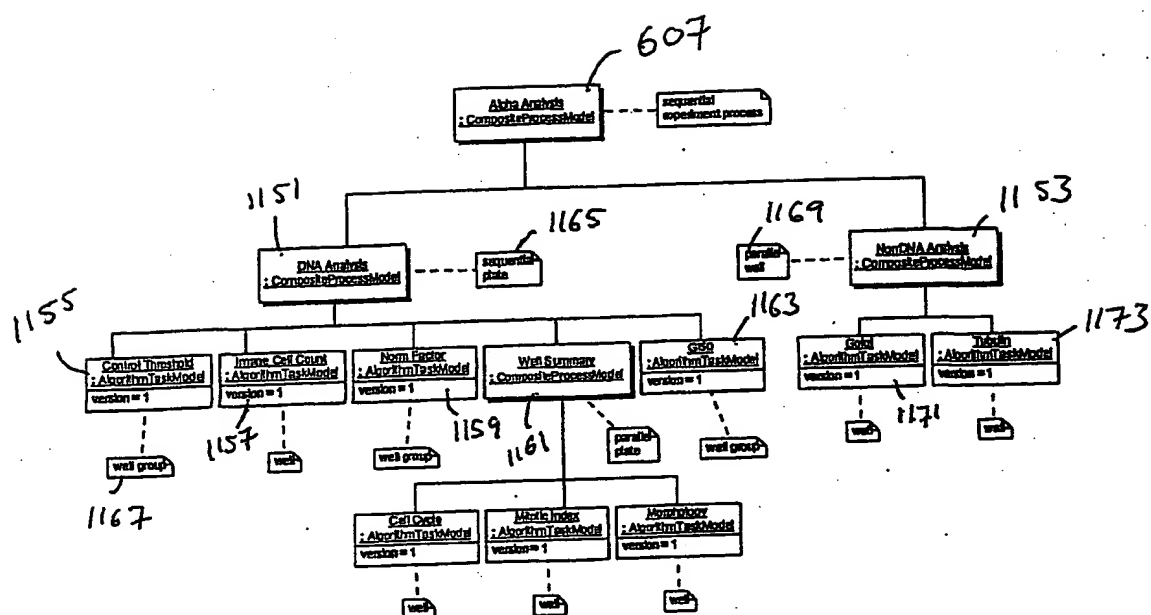 607
Alpha Analysis
: CompositeProcessModel
sequential
experiment process
1151
1165
1169
1153
DNA Analysis
: CompositeProcessModel
sequential
plate
parallel
well
NonDNA Analysis
: CompositeProcessModel
1155
1163
1173
Control Threshold
: AlgorithmTaskModel
version = 1
Image Cell Count
: AlgorithmTaskModel
version = 1
Norm Factor
: AlgorithmTaskModel
version = 1
Well Summary
: CompositeProcessModel
: AlgorithmTaskModel
version = 1
Golgi
: AlgorithmTaskModel
version = 1
Tubulin
: AlgorithmTaskModel
version = 1
1157
1159
1161
1171
well group
well
well group
parallel
plate
well group
well
well
1167
Cell Cycle
: AlgorithmTaskModel
version = 1
Mitotic Index
: AlgorithmTaskModel
version = 1
Morphology
: AlgorithmTaskModel
version = 1
well
well
well